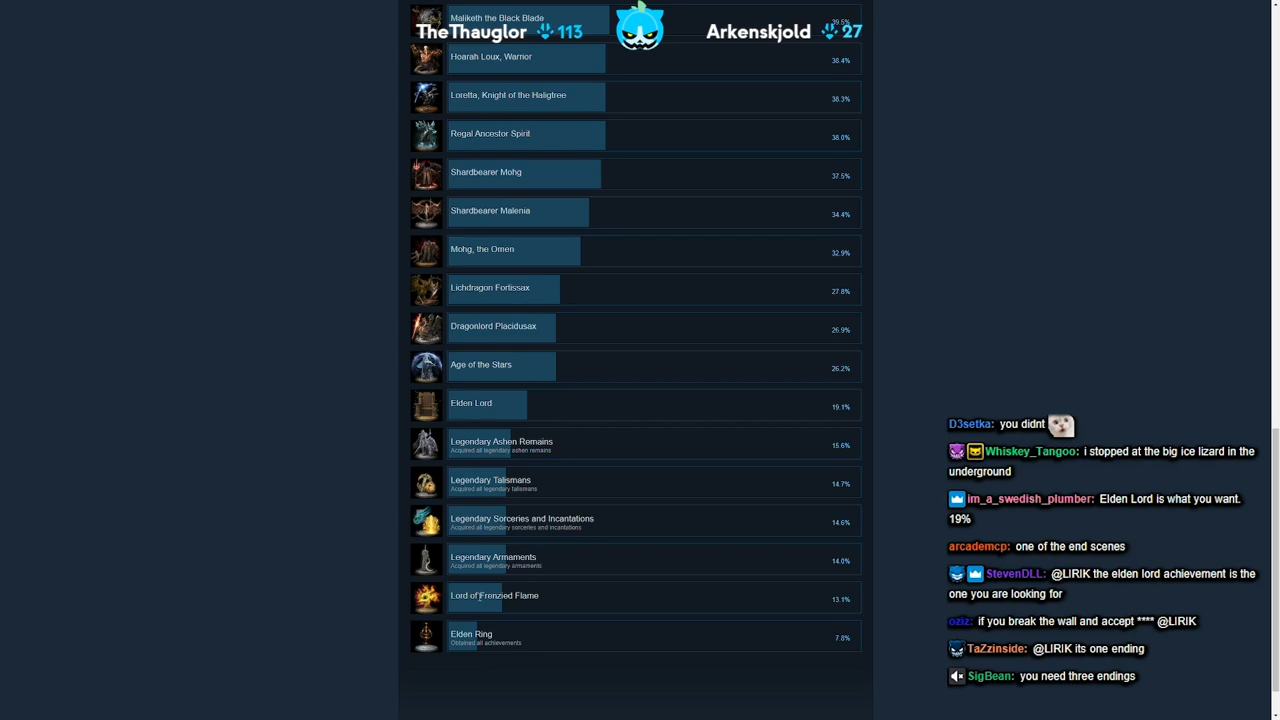 Maliketh the Black Blade
39.5%
TheThauglor 113
Arkenskjold 27
Hoarah Loux, Warrior
38.4%
Loretta, Knight of the Haligtree
38.3%
Regal Ancestor Spirit
38.0%
Shardbearer Mohg
37.5%
Shardbearer Malenia
34.4%
Mohg, the Omen
32.9%
Lichdragon Fortissax
27.8%
Dragonlord Placidusax
26.9%
Age of the Stars
26.2%
Elden Lord
19.1%
Legendary Ashen Remains
Acquired all legendary ashen remains
15.6%
Legendary Talismans
Acquired all legendary talismans
14.7%
Legendary Sorceries and Incantations
Acquired all legendary sorceries and incantations
14.6%
Legendary Armaments
Acquired all legendary armaments
14.0%
Lord of Frenzied Flame
13.1%
Elden Ring
Obtained all achievements
7.8%
D3setka: you didnt
Whiskey_Tangoo: i stopped at the big ice lizard in the
underground
im_a_swedish_plumber: Elden Lord is what you want.
19%
arcademcp: one of the end scenes
StevenDLL: @LIRIK the elden lord achievement is the
one you are looking for
oziz: if you break the wall and accept **** @LIRIK
TaZzinside: @LIRIK its one ending
SigBean: you need three endings